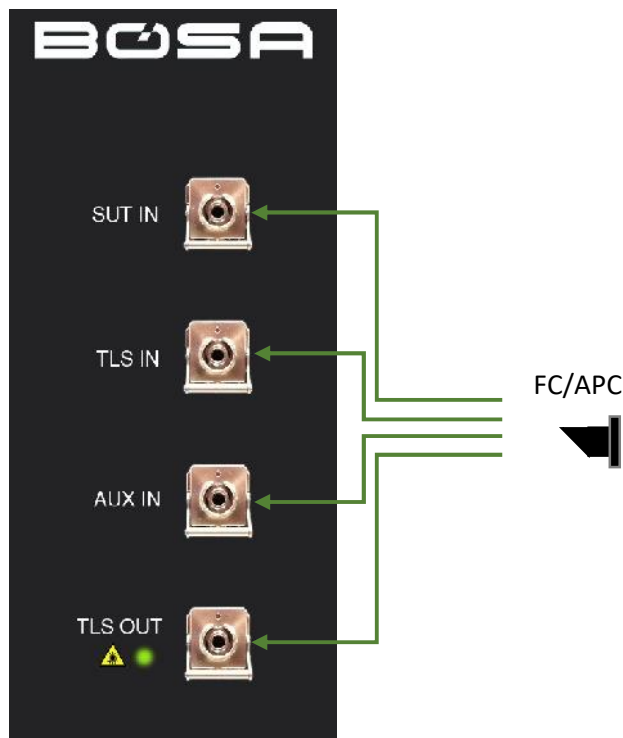 BOSA
SUT IN
TLS IN
FC/APC
AUX IN
TLS OUT